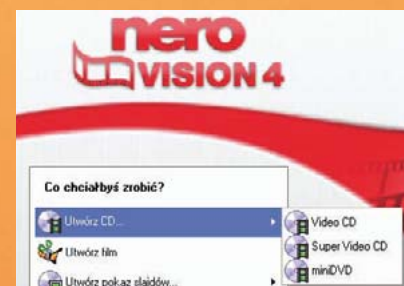 nero
VISION 4
Co chciałbyś zrobić?
Utwórz CD...
Utwórz film
Utwórz pokaz slajdów...
Video CD
Super Video CD
miniDVD